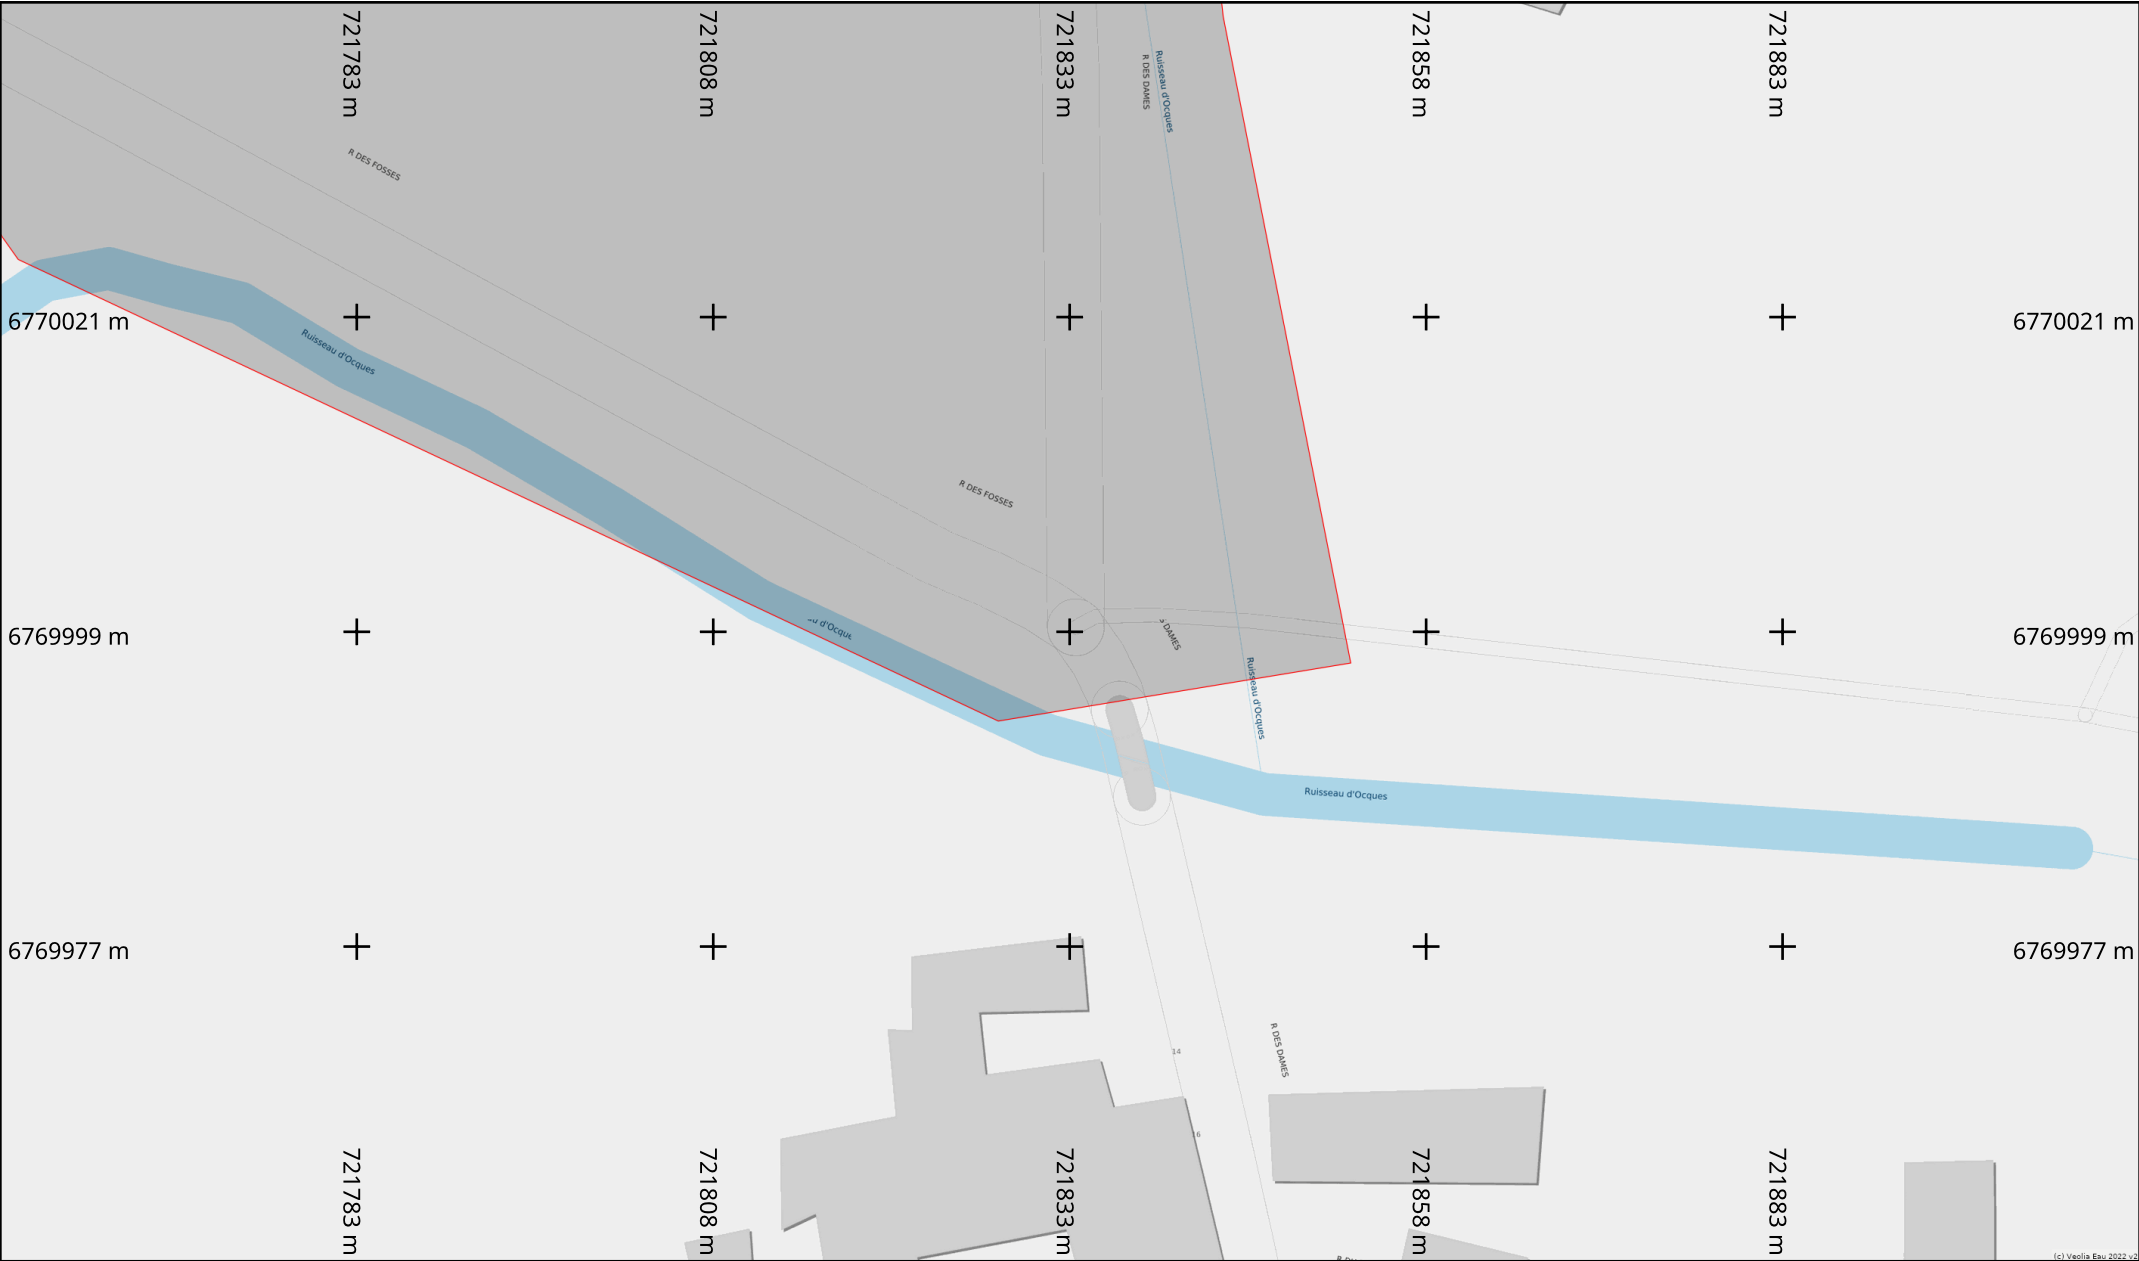 721783 m
721808 m
721833 m
721858 m
721883 m
Ruisseau d'Ocques
R DES DAMES
R DES FOSSES
6770021 m
6770021 m
Ruisseau d'Ocques
R DES FOSSES
6769999 m
d'Ocque
DAMES
6769999 m
Ruisseau d'Ocques
Ruisseau d'Ocques
6769977 m
6769977 m
14
R DES DAMES
16
721783 m
721808 m
721833 m
721858 m
721883 m
(c) Veolia Eau 2022 v2